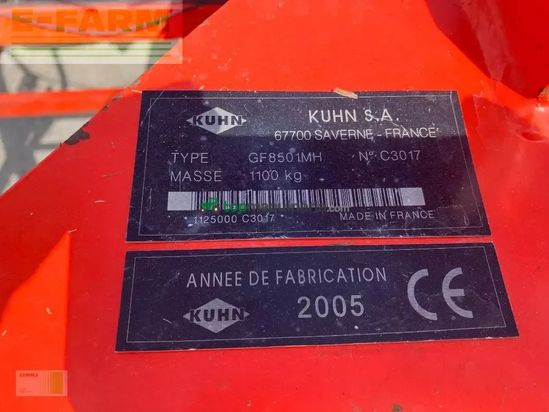 E-FARM
KUHN
KUHN S.A.
67700 SAVERNE - FRANCE
TYPE GF8501MH N° C3017
MASSE 1100 kg
1125000 C3017 MADE IN FRANCE
ANNEE DE FABRICATION
KUHN 2005 CE